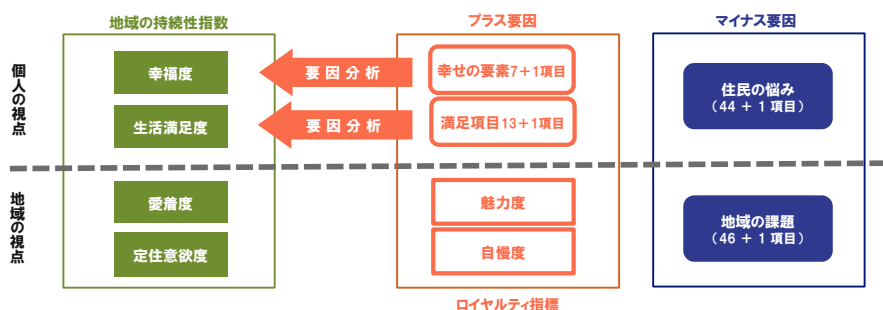 地域の持続性指数
プラス要因
マイナス要因
個人の視点
幸福度
要因分析
幸せの要素7+1項目
住民の悩み
(44 + 1 項目)
生活満足度
要因分析
満足項目13+1項目
地域の視点
愛着度
魅力度
地域の課題
(46 + 1 項目)
定住意欲度
自慢度
ロイヤルティ指標